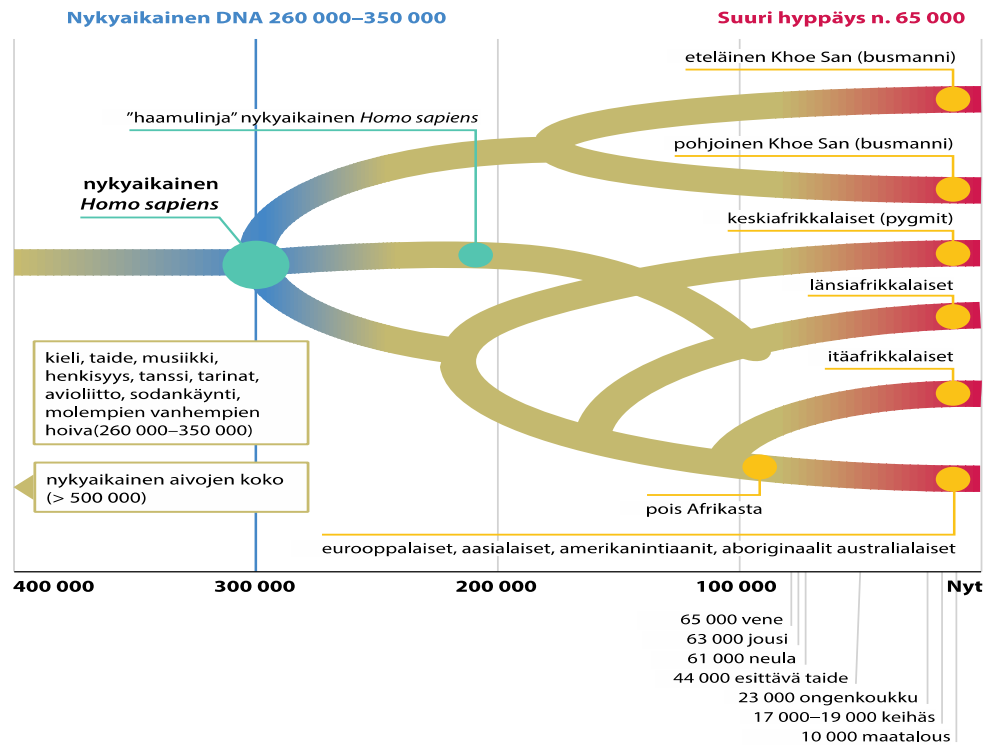 Nykyaikainen DNA 260 000–350 000
Suuri hyppäys n. 65 000
eteläinen Khoe San (busmanni)
"haamulinja" nykyaikainen Homo sapiens
pohjoinen Khoe San (busmanni)
nykyaikainen
Homo sapiens
keskiafrikkalaiset (pygmit)
länsiafrikkalaiset
itäafrikkalaiset
kieli, taide, musiikki,
henkisyys, tanssi, tarinat,
avioliitto, sodankäynti,
molempien vanhempien
hoiva(260 000–350 000)
nykyaikainen aivojen koko
(> 500 000)
pois Afrikasta
eurooppalaiset, aasialaiset, amerikanintiaanit, aboriginaalit australialaiset
400 000
300 000
200 000
100 000
Nyt
65 000 vene
63 000 jousi
61 000 neula
44 000 esittävä taide
23 000 ongenkoukku
17 000–19 000 keihäs
10 000 maatalous